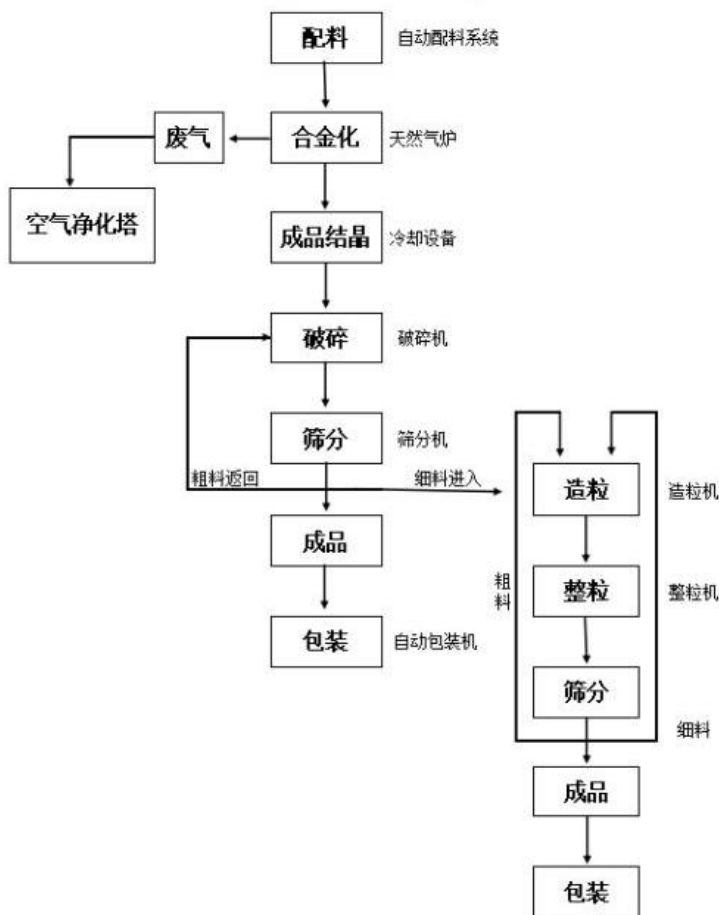 配料 自动配料系统
废气 合金化 天然气炉
空气净化塔 成品结晶 冷却设备
破碎 破碎机
筛分 筛分机
粗料返回 细料进入
成品
包装 自动包装机
造粒 造粒机
粗料
整粒 整粒机
筛分
细料
成品
包装